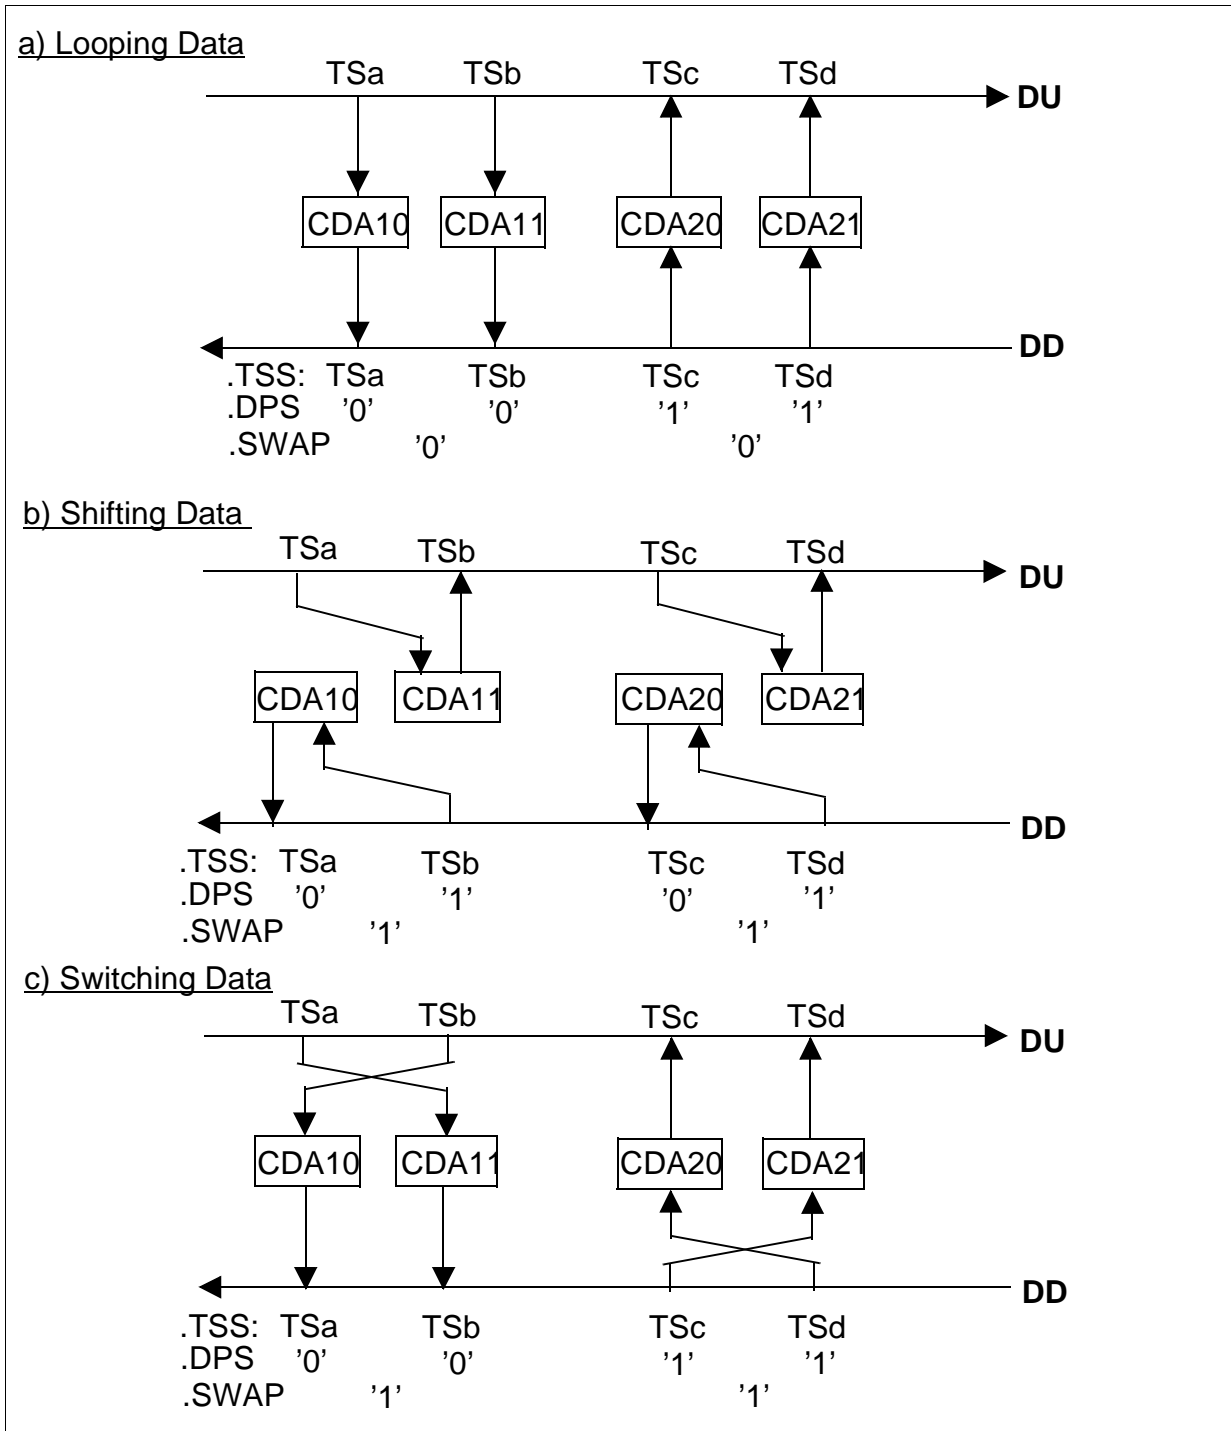 a) Looping Data
TSa TSb TSc TSd
DU
CDA10 CDA11 CDA20 CDA21
DD
.TSS: TSa TSb TSc TSd
.DPS '0' '0' '1' '1'
.SWAP '0' '0'
b) Shifting Data
TSa TSb TSc TSd
DU
CDA10 CDA11 CDA20 CDA21
DD
.TSS: TSa TSb TSc TSd
.DPS '0' '1' '0' '1'
.SWAP '1' '1'
c) Switching Data
TSa TSb TSc TSd
DU
CDA10 CDA11 CDA20 CDA21
DD
.TSS: TSa TSb TSc TSd
.DPS '0' '0' '1' '1'
.SWAP '1' '1'